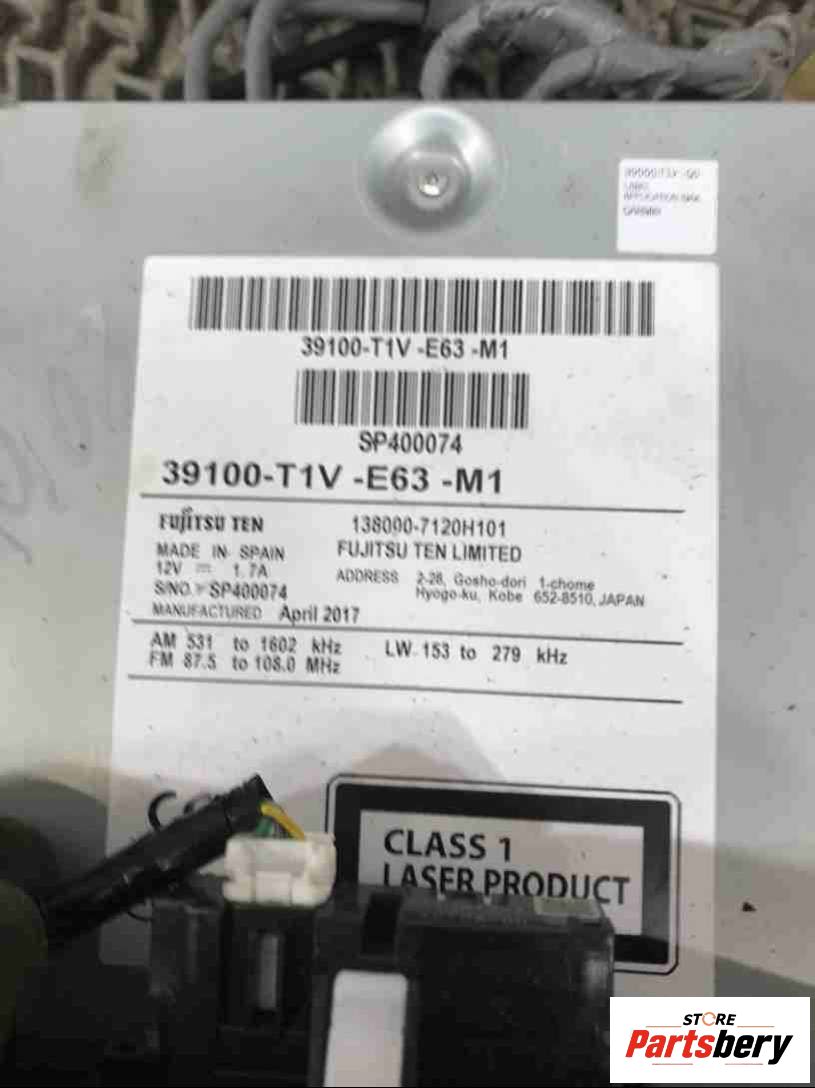 39100-T1V -E63 -M1
SP400074
39100-T1V -E63 -M1
FUJITSU TEN 138000-7120H101
MADE IN SPAIN FUJITSU TEN LIMITED
12V 1.7A ADDRESS 2-28, Gosho-dori 1-chome
S/NO. SP400074 Hyogo-ku, Kobe 652-8510, JAPAN
MANUFACTURED April 2017
AM 531 to 1602 kHz LW 153 to 279 kHz
FM 87.5 to 108.0 MHz
CLASS 1
LASER PRODUCT
STORE
Partsbery